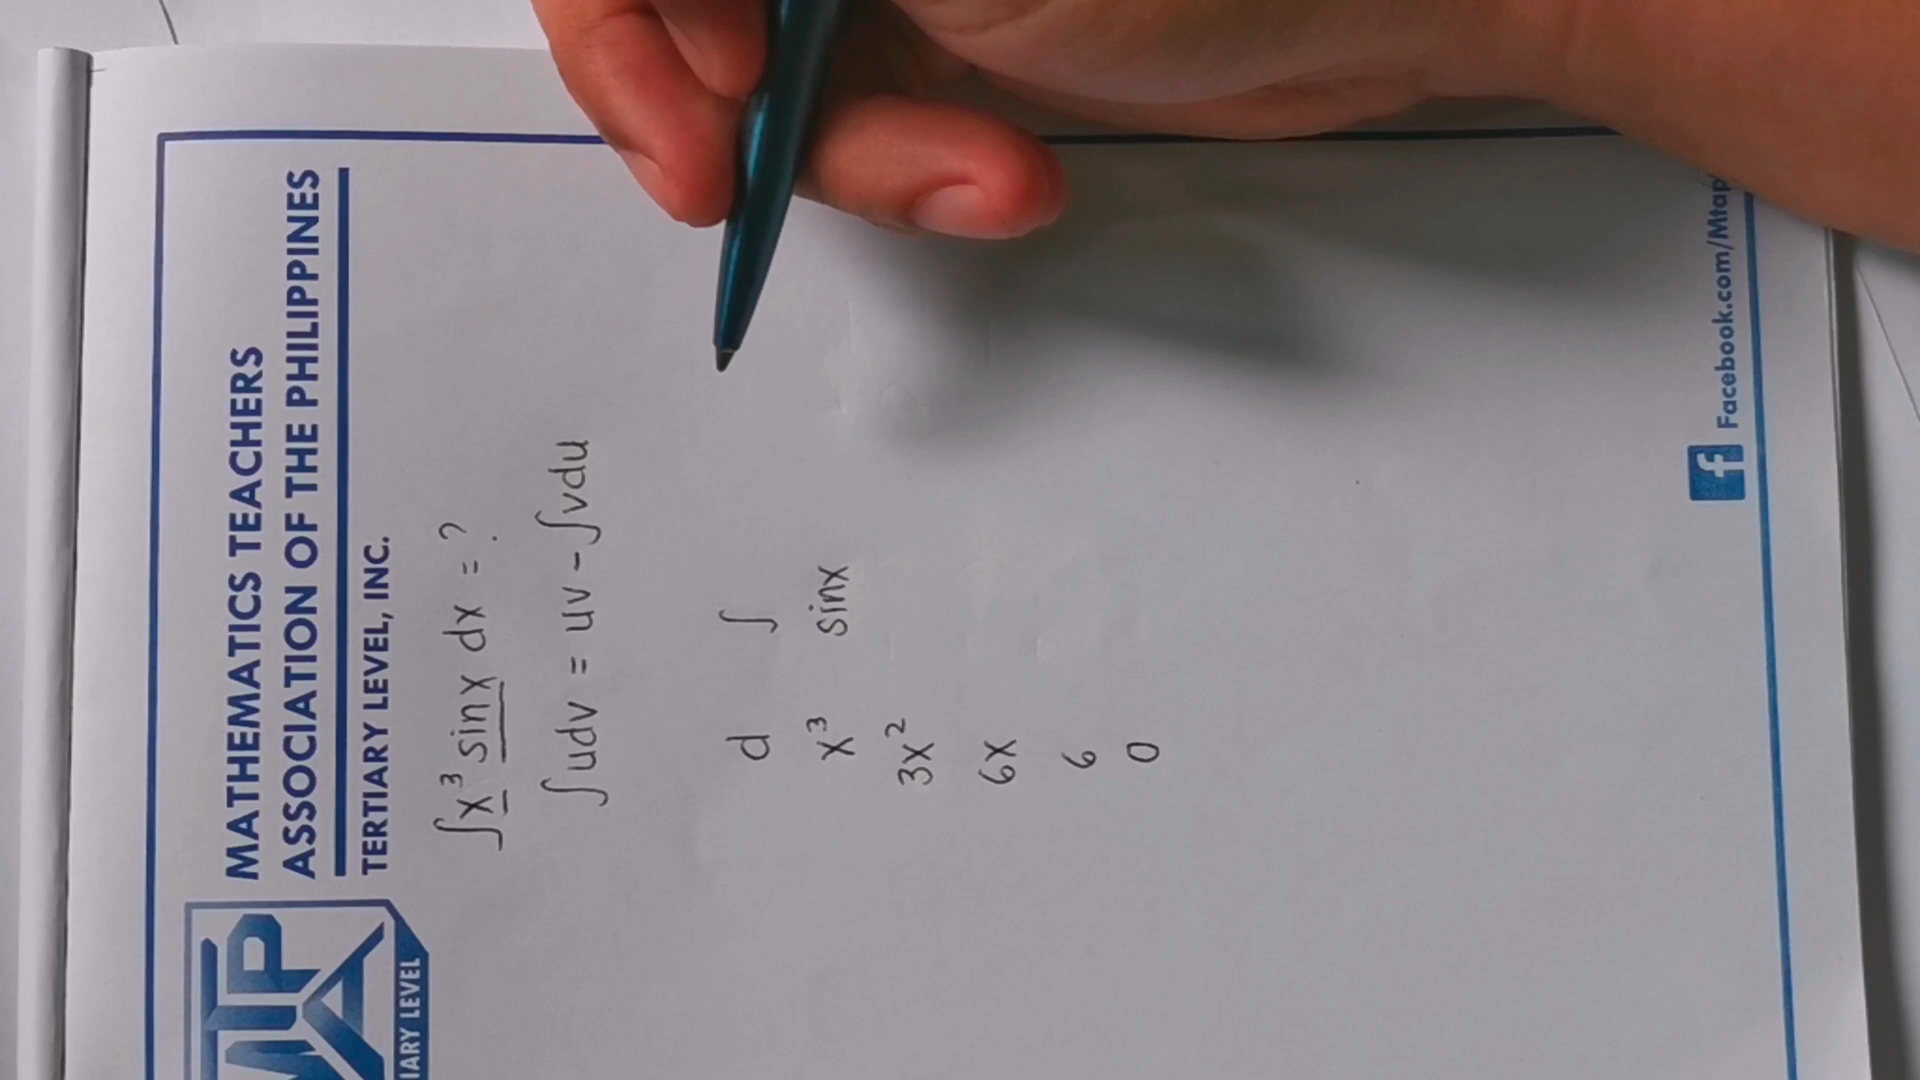 MATHEMATICS TEACHERS
ASSOCIATION OF THE PHILIPPINES
TERTIARY LEVEL, INC.
IARY LEVEL
∫x³ sinx dx = ?
∫udv = uv - ∫vdu
d ∫
x³ sinx
3x²
6x
6
0
f Facebook.com/Mtap